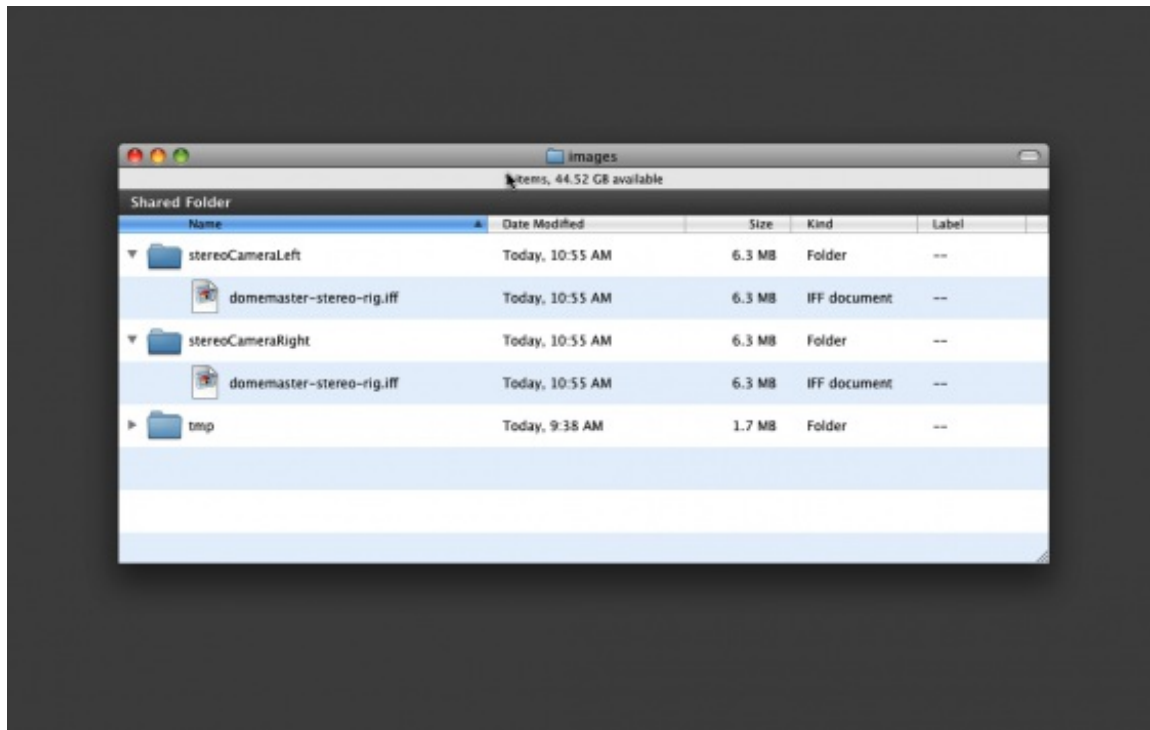 images
items, 44.52 GB available
Shared Folder
Name Date Modified Size Kind Label
stereoCameraLeft Today, 10:55 AM 6.3 MB Folder --
domemaster-stereo-rig.iff Today, 10:55 AM 6.3 MB IFF document --
stereoCameraRight Today, 10:55 AM 6.3 MB Folder --
domemaster-stereo-rig.iff Today, 10:55 AM 6.3 MB IFF document --
tmp Today, 9:38 AM 1.7 MB Folder --